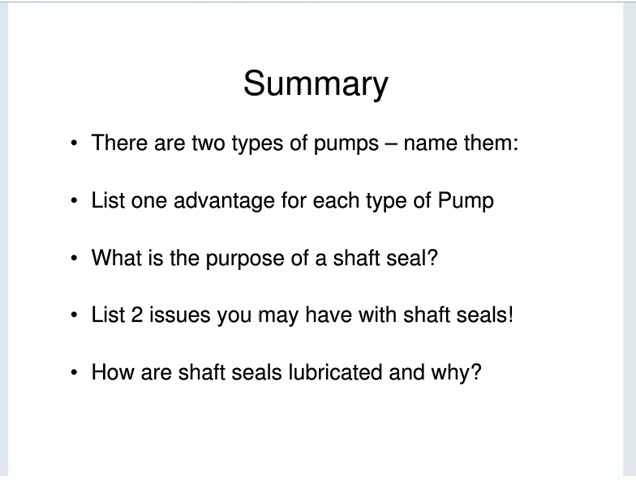 Summary
• There are two types of pumps – name them:
• List one advantage for each type of Pump
• What is the purpose of a shaft seal?
• List 2 issues you may have with shaft seals!
• How are shaft seals lubricated and why?